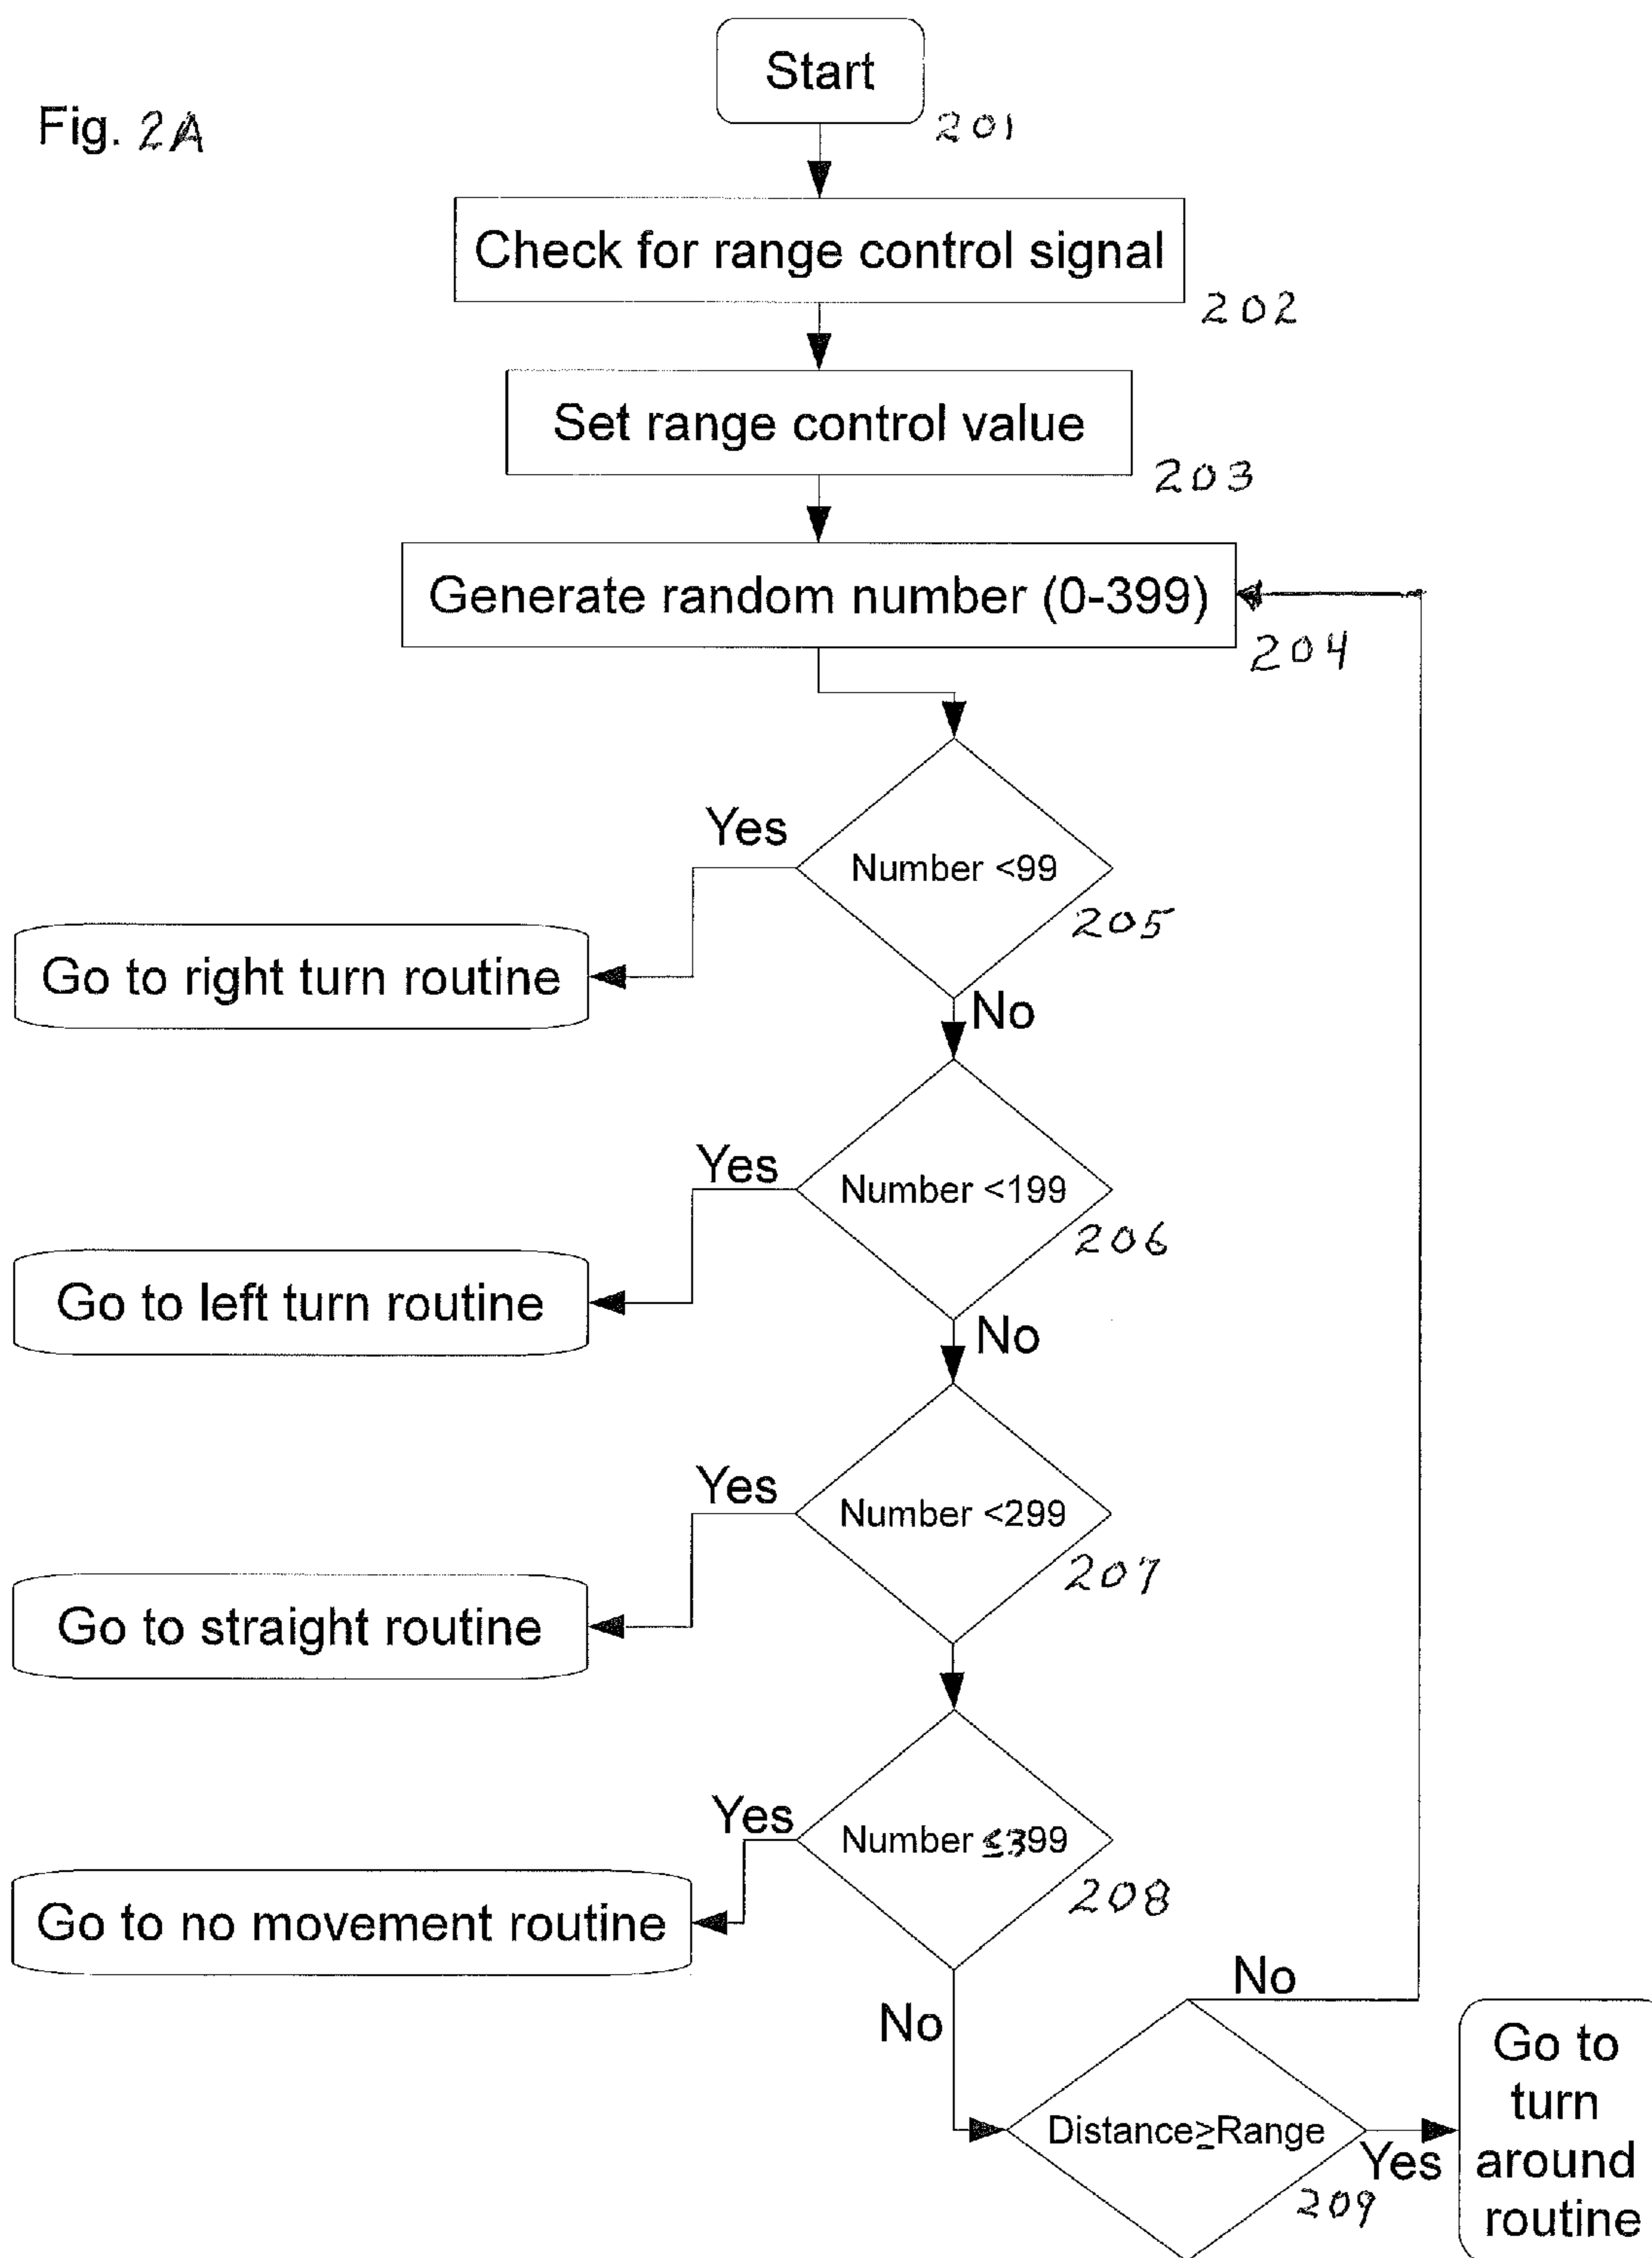 Start
Fig. 2A
201
Check for range control signal
202
Set range control value
203
Generate random number (0-399)
204
Yes
Number <99
205
Go to right turn routine
No
Yes
Number <199
206
Go to left turn routine
No
Yes
Number <299
207
Go to straight routine
Yes
Number ≤399
208
Go to no movement routine
No
No
Distance≥Range
Yes
209
Go to
turn
around
routine